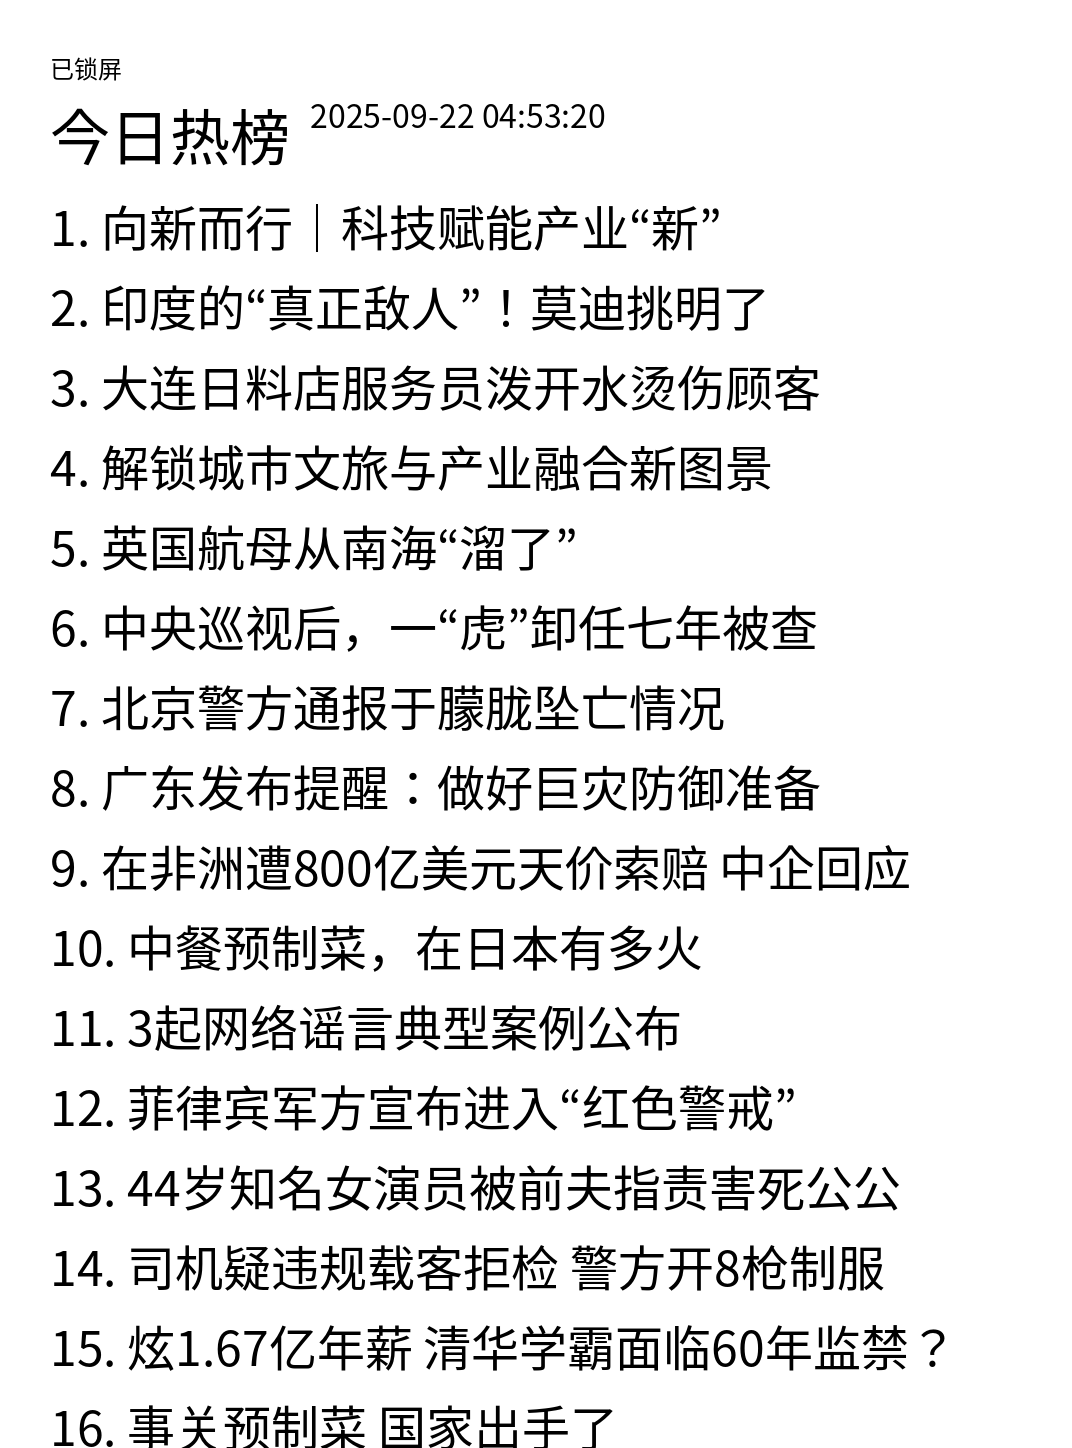 已锁屏
今日热榜 2025-09-22 04:53:20
1. 向新而行｜科技赋能产业“新”
2. 印度的“真正敌人”！莫迪挑明了
3. 大连日料店服务员泼开水烫伤顾客
4. 解锁城市文旅与产业融合新图景
5. 英国航母从南海“溜了”
6. 中央巡视后，一“虎”卸任七年被查
7. 北京警方通报于朦胧坠亡情况
8. 广东发布提醒：做好巨灾防御准备
9. 在非洲遭800亿美元天价索赔 中企回应
10. 中餐预制菜，在日本有多火
11. 3起网络谣言典型案例公布
12. 菲律宾军方宣布进入“红色警戒”
13. 44岁知名女演员被前夫指责害死公公
14. 司机疑违规载客拒检 警方开8枪制服
15. 炫1.67亿年薪 清华学霸面临60年监禁？
16. 事关预制菜 国家出手了